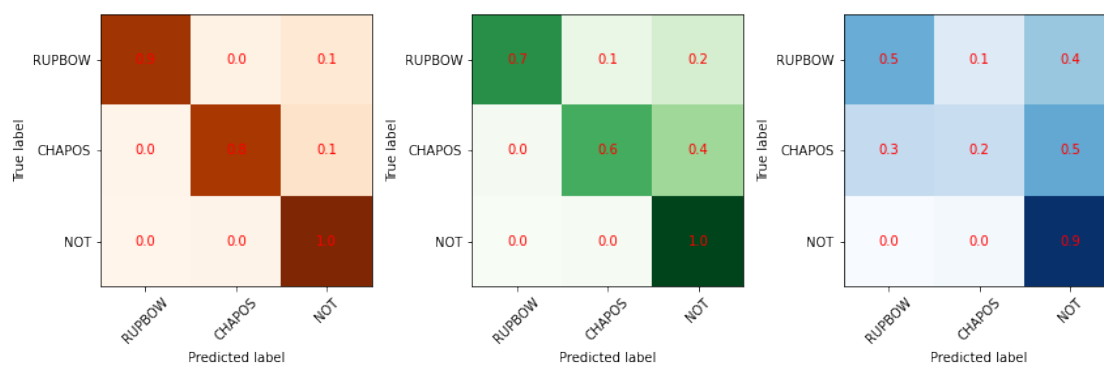 True label
RUPBOW
0.0
0.1
CHAPOS
0.0
0.1
NOT
0.0
0.0
1.0
RUPBOW
CHAPOS
NOT
Predicted label
True label
RUPBOW
0.7
0.1
0.2
CHAPOS
0.0
0.6
0.4
NOT
0.0
0.0
1.0
RUPBOW
CHAPOS
NOT
Predicted label
True label
RUPBOW
0.5
0.1
0.4
CHAPOS
0.3
0.2
0.5
NOT
0.0
0.0
0.9
RUPBOW
CHAPOS
NOT
Predicted label